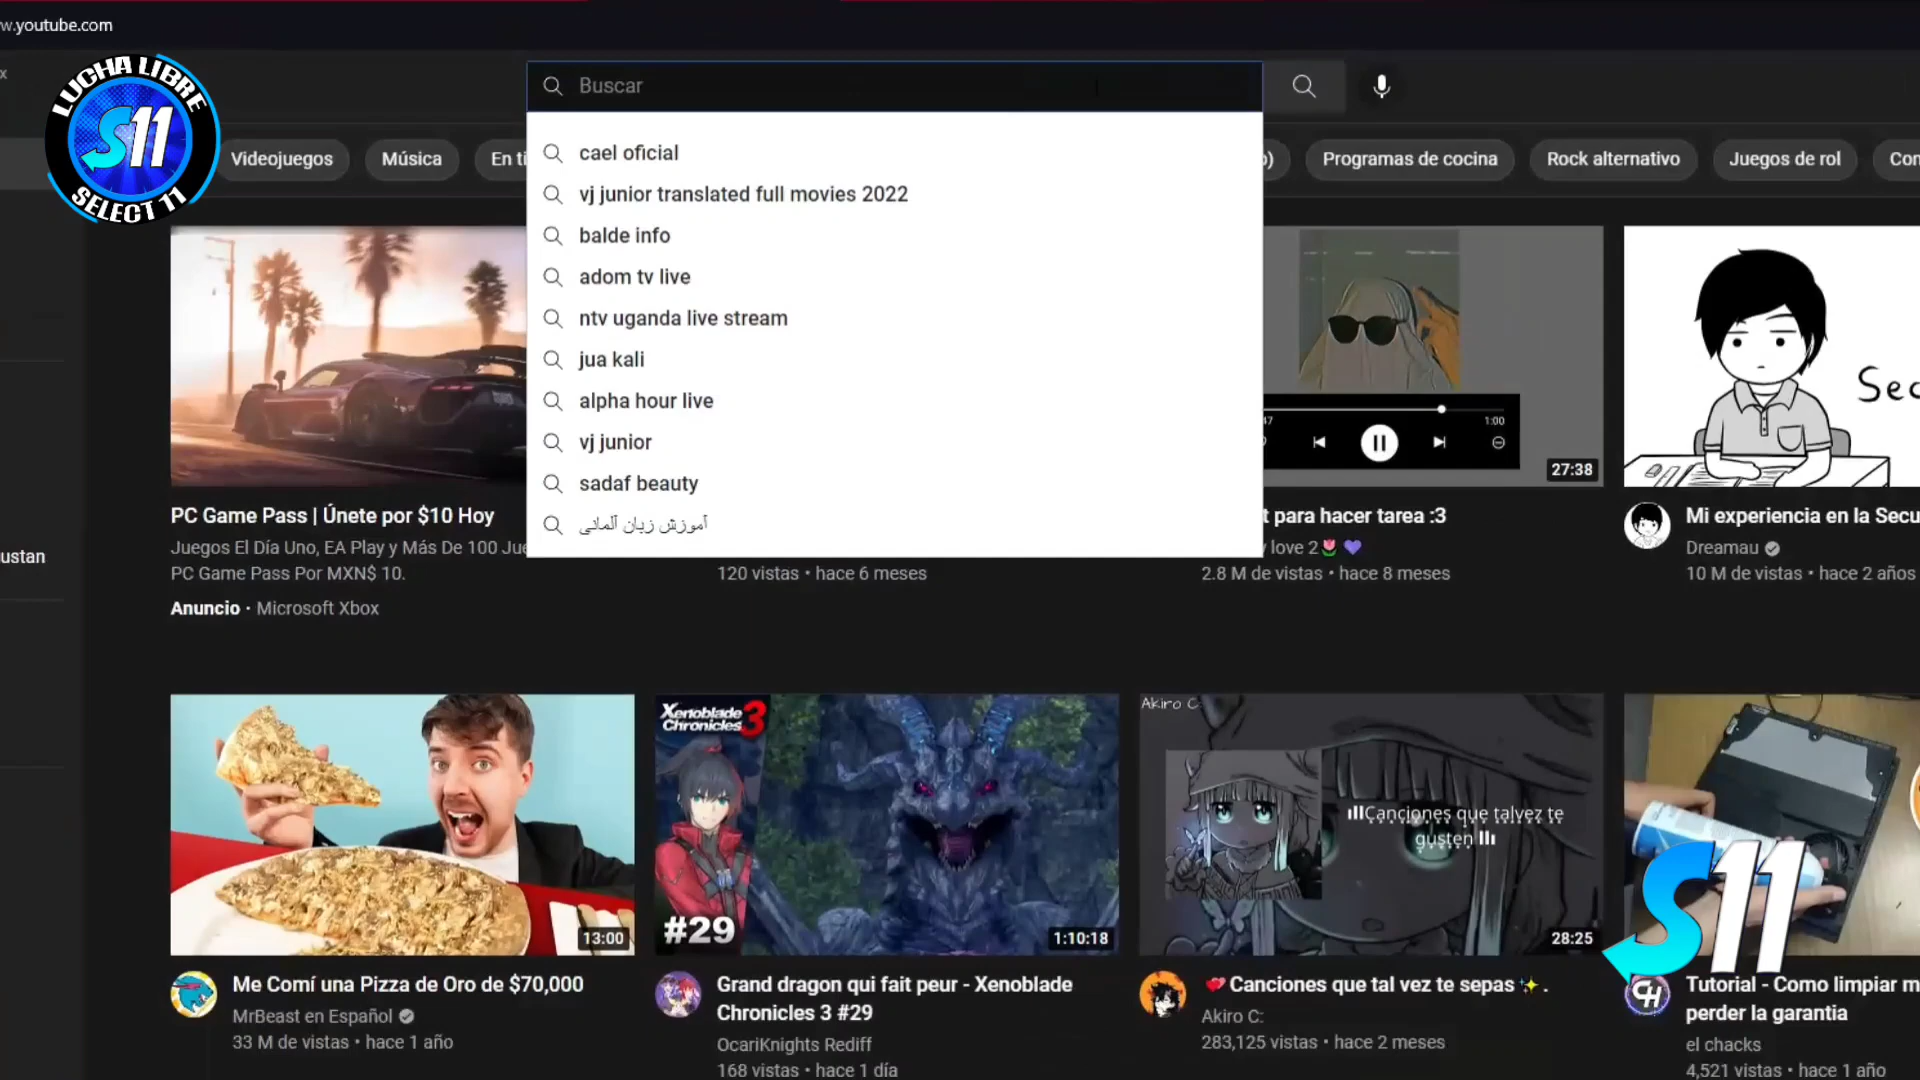 w.youtube.com
x
LUCHA LIBRE
S11
SELECT 11
Buscar
Videojuegos
Música
En ti
Programas de cocina
Rock alternativo
Juegos de rol
Con
cael oficial
vj junior translated full movies 2022
balde info
adom tv live
ntv uganda live stream
jua kali
alpha hour live
vj junior
sadaf beauty
آموزش زبان آلمانی
47
1:00
27:38
Sec
PC Game Pass | Únete por $10 Hoy
Juegos El Día Uno, EA Play y Más De 100 Jue
PC Game Pass Por MXN$ 10.
Anuncio · Microsoft Xbox
120 vistas • hace 6 meses
t para hacer tarea :3
y love 2🌷💜
2.8 M de vistas • hace 8 meses
Mi experiencia en la Secu
Dreamau
10 M de vistas • hace 2 años
ustan
13:00
Me Comí una Pizza de Oro de $70,000
MrBeast en Español
33 M de vistas • hace 1 año
Xenoblade
Chronicles 3
#29
1:10:18
Grand dragon qui fait peur - Xenoblade
Chronicles 3 #29
OcariKnights Rediff
168 vistas • hace 1 día
Akiro C
Canciones que talvez te
gusten
28:25
💗Canciones que tal vez te sepas✨.
Akiro C:
283,125 vistas • hace 2 meses
S11
CH
Tutorial - Como limpiar m
perder la garantia
el chacks
4,521 vistas • hace 1 año